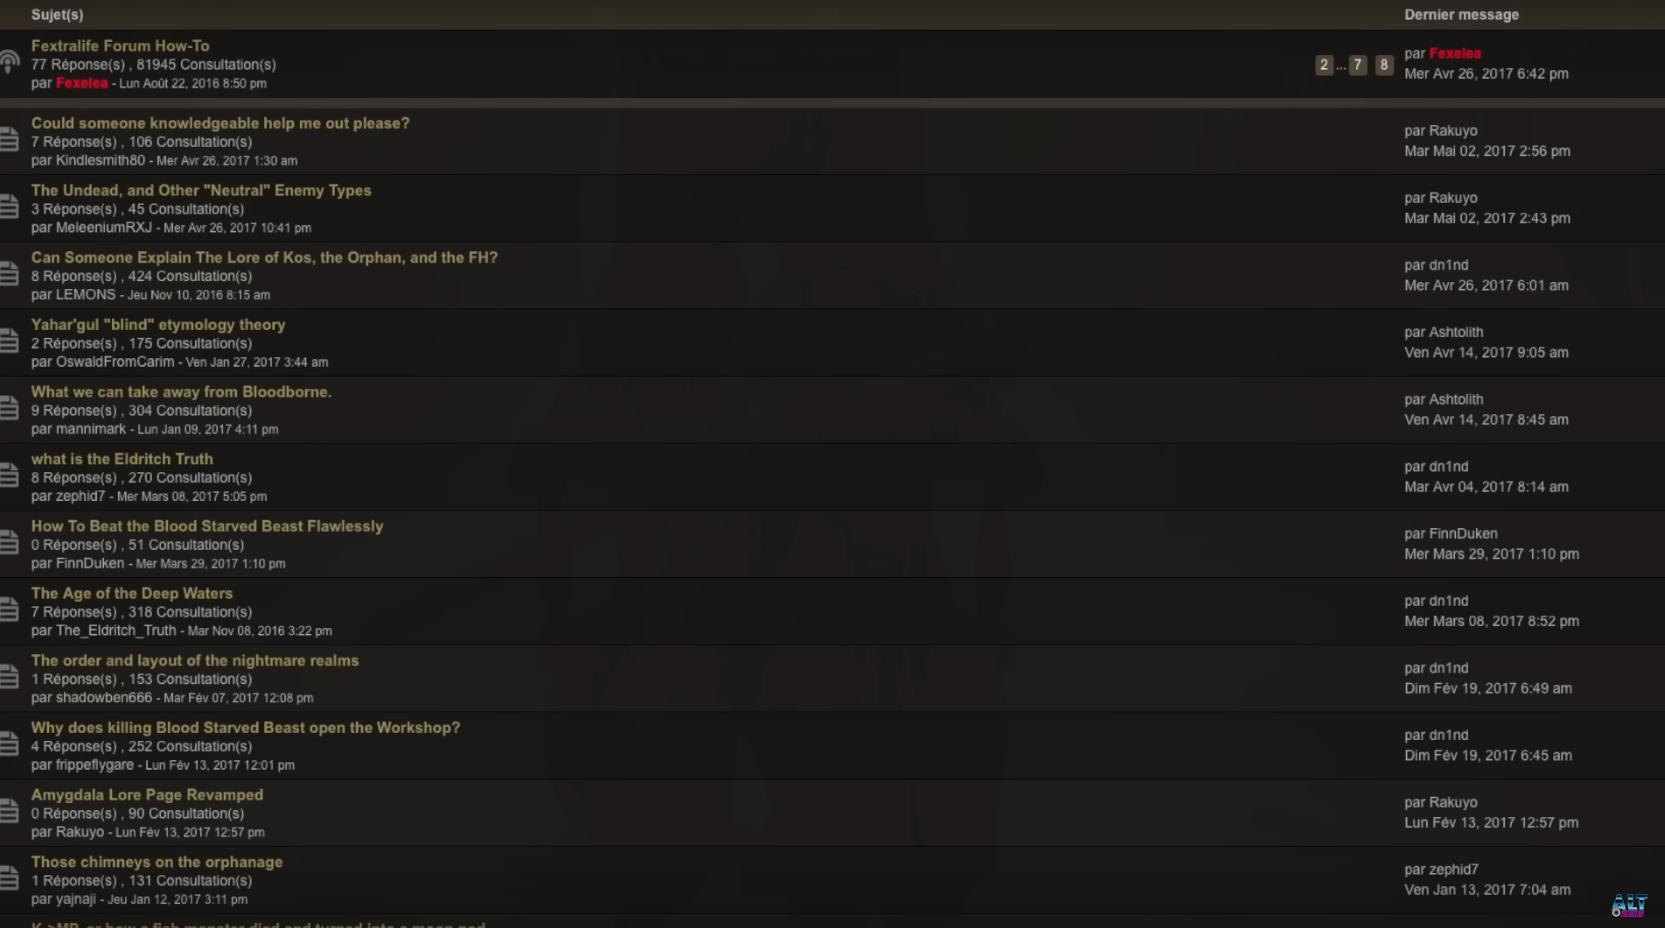 Sujet(s)
Dernier message
Fextralife Forum How-To
77 Réponse(s) , 81945 Consultation(s)
par Fexelea - Lun Août 22, 2016 8:50 pm
2 ... 7 8
par Fexelea
Mer Avr 26, 2017 6:42 pm
Could someone knowledgeable help me out please?
7 Réponse(s) , 106 Consultation(s)
par Kindlesmith80 - Mer Avr 26, 2017 1:30 am
par Rakuyo
Mar Mai 02, 2017 2:56 pm
The Undead, and Other "Neutral" Enemy Types
3 Réponse(s) , 45 Consultation(s)
par MeleeniumRXJ - Mer Avr 26, 2017 10:41 pm
par Rakuyo
Mar Mai 02, 2017 2:43 pm
Can Someone Explain The Lore of Kos, the Orphan, and the FH?
8 Réponse(s) , 424 Consultation(s)
par LEMONS - Jeu Nov 10, 2016 8:15 am
par dn1nd
Mer Avr 26, 2017 6:01 am
Yahar'gul "blind" etymology theory
2 Réponse(s) , 175 Consultation(s)
par OswaldFromCarim - Ven Jan 27, 2017 3:44 am
par Ashtolith
Ven Avr 14, 2017 9:05 am
What we can take away from Bloodborne.
9 Réponse(s) , 304 Consultation(s)
par mannimark - Lun Jan 09, 2017 4:11 pm
par Ashtolith
Ven Avr 14, 2017 8:45 am
what is the Eldritch Truth
8 Réponse(s) , 270 Consultation(s)
par zephid7 - Mer Mars 08, 2017 5:05 pm
par dn1nd
Mar Avr 04, 2017 8:14 am
How To Beat the Blood Starved Beast Flawlessly
0 Réponse(s) , 51 Consultation(s)
par FinnDuken - Mer Mars 29, 2017 1:10 pm
par FinnDuken
Mer Mars 29, 2017 1:10 pm
The Age of the Deep Waters
7 Réponse(s) , 318 Consultation(s)
par The_Eldritch_Truth - Mar Nov 08, 2016 3:22 pm
par dn1nd
Mer Mars 08, 2017 8:52 pm
The order and layout of the nightmare realms
1 Réponse(s) , 153 Consultation(s)
par shadowben666 - Mar Fév 07, 2017 12:08 pm
par dn1nd
Dim Fév 19, 2017 6:49 am
Why does killing Blood Starved Beast open the Workshop?
4 Réponse(s) , 252 Consultation(s)
par frippeflygare - Lun Fév 13, 2017 12:01 pm
par dn1nd
Dim Fév 19, 2017 6:45 am
Amygdala Lore Page Revamped
0 Réponse(s) , 90 Consultation(s)
par Rakuyo - Lun Fév 13, 2017 12:57 pm
par Rakuyo
Lun Fév 13, 2017 12:57 pm
Those chimneys on the orphanage
1 Réponse(s) , 131 Consultation(s)
par yajnaji - Jeu Jan 12, 2017 3:11 pm
par zephid7
Ven Jan 13, 2017 7:04 am
ALT
or how a fish monster died and turned into a moon god